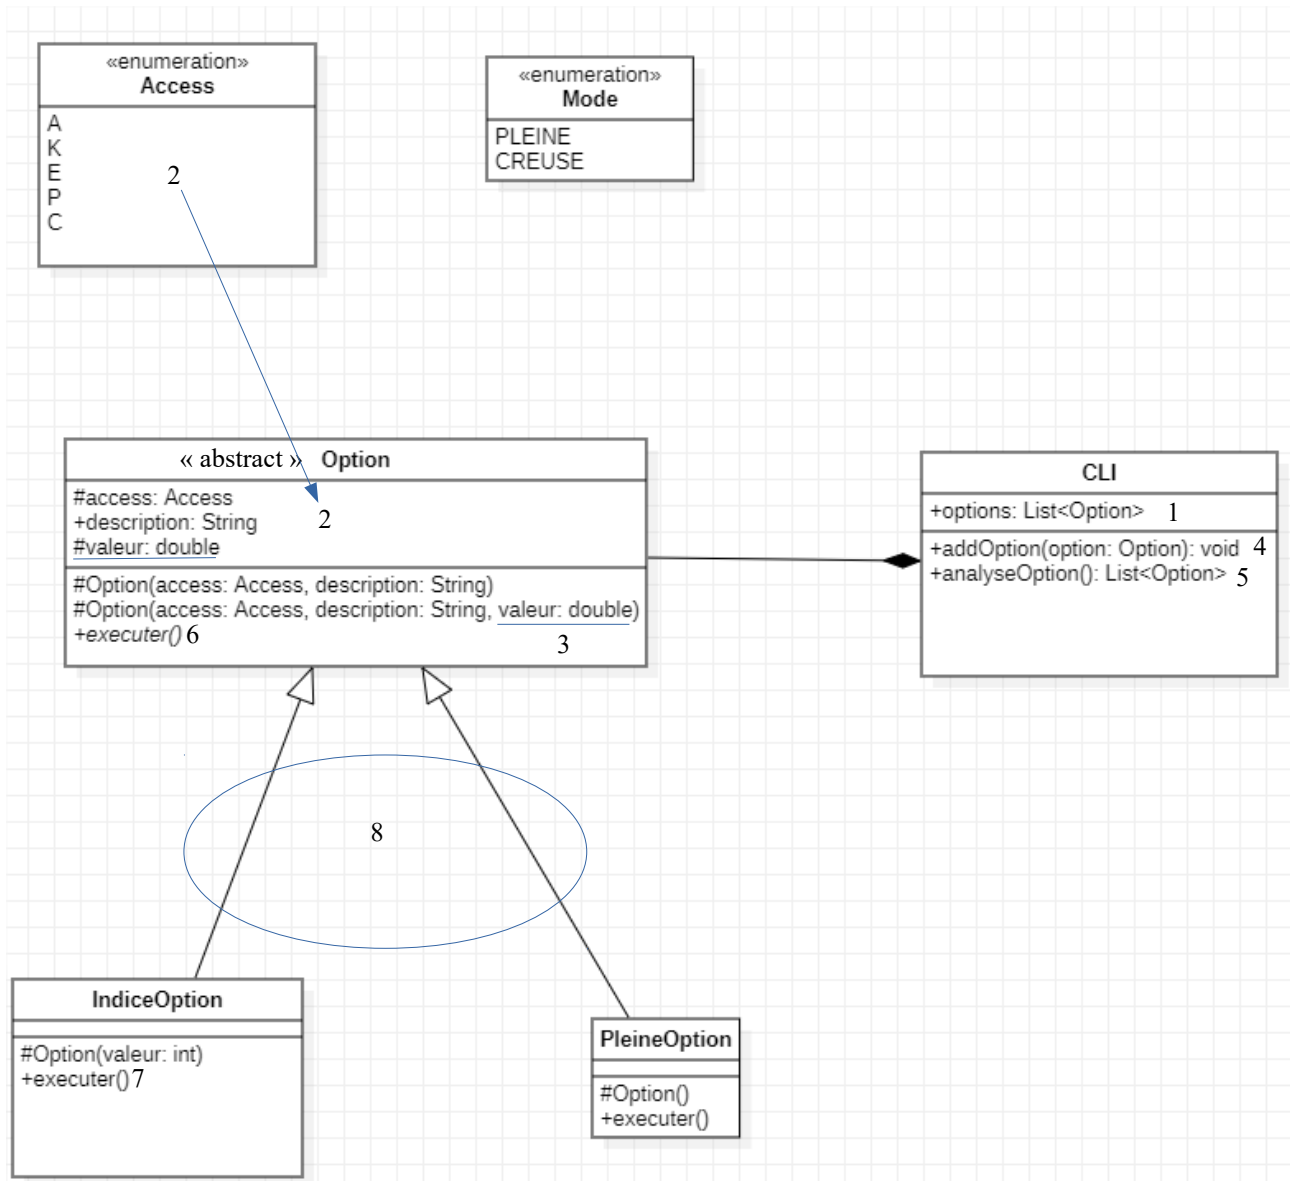 «enumeration»
Access
A
K
E
P
C
2
«enumeration»
Mode
PLEINE
CREUSE
« abstract » Option
#access: Access
+description: String
2
#valeur: double
#Option(access: Access, description: String)
#Option(access: Access, description: String, valeur: double)
+executer() 6
3
CLI
+options: List<Option> 1
+addOption(option: Option): void 4
+analyseOption(): List<Option> 5
8
IndiceOption
#Option(valeur: int)
+executer() 7
PleineOption
#Option()
+executer()